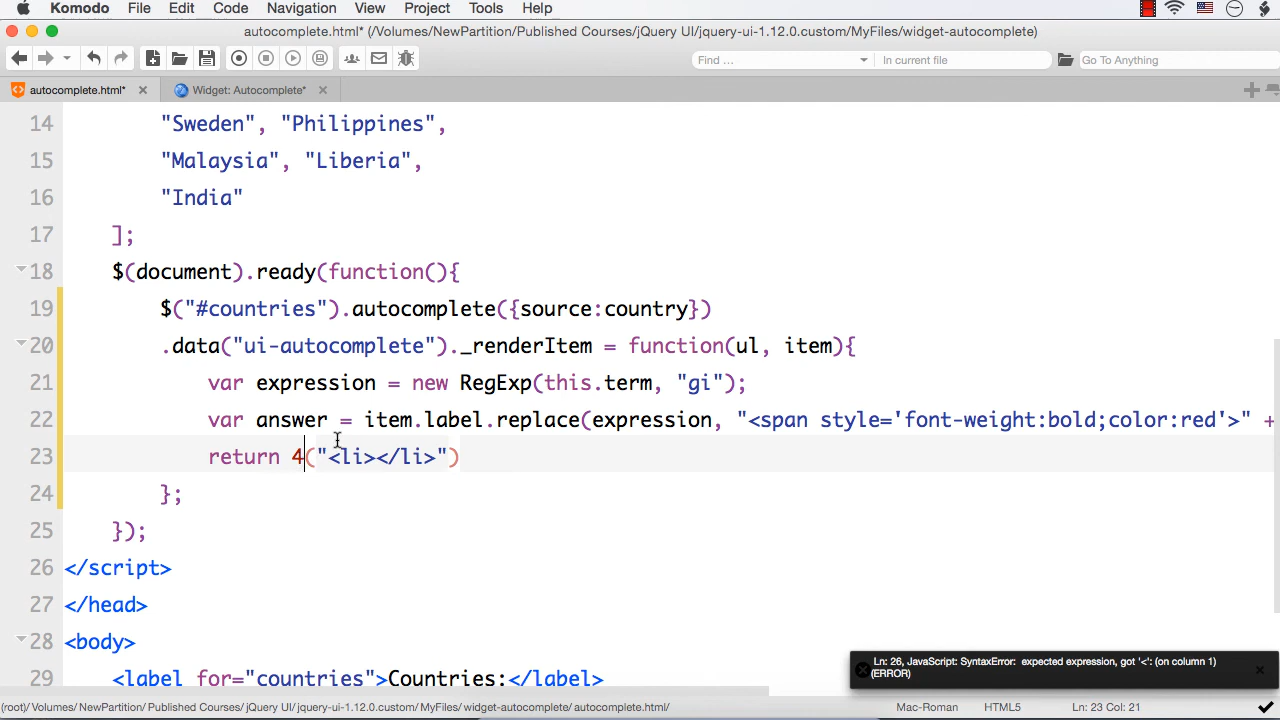 Komodo File Edit Code Navigation View Project Tools Help
autocomplete.html* (/Volumes/NewPartition/Published Courses/jQuery UI/jquery-ui-1.12.0.custom/MyFiles/widget-autocomplete)
Find ... In current file Go To Anything
autocomplete.html* Widget: Autocomplete*
14 "Sweden", "Philippines",
15 "Malaysia", "Liberia",
16 "India"
17 ];
18 $(document).ready(function(){
19 $("#countries").autocomplete({source:country})
20 .data("ui-autocomplete")._renderItem = function(ul, item){
21 var expression = new RegExp(this.term, "gi");
22 var answer = item.label.replace(expression, "<span style='font-weight:bold;color:red'>" +
23 return 4("<li></li>")
24 };
25 });
26 </script>
27 </head>
28 <body>
29 <label for="countries">Countries:</label>
Ln: 26, JavaScript: SyntaxError: expected expression, got '<': (on column 1)
(ERROR)
(root)/Volumes/NewPartition/Published Courses/jQuery UI/jquery-ui-1.12.0.custom/MyFiles/widget-autocomplete/autocomplete.html/ Mac-Roman HTML5 Ln: 23 Col: 21